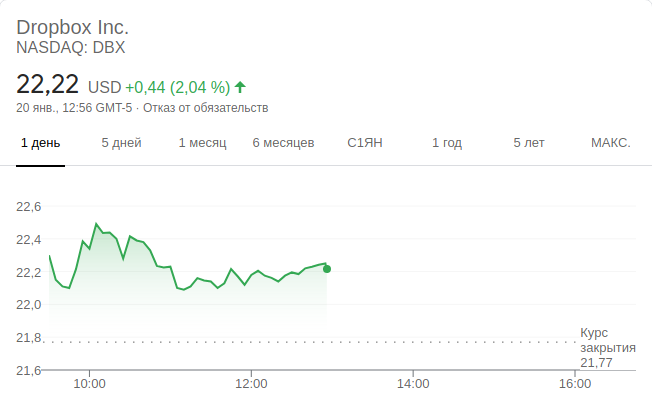 Dropbox Inc.
NASDAQ: DBX
22,22 USD +0,44 (2,04 %)
20 янв., 12:56 GMT-5 · Отказ от обязательств
1 день 5 дней 1 месяц 6 месяцев С1ЯН 1 год 5 лет МАКС.
22,6
22,4
22,2
22,0
21,8
21,6
Курс
закрытия
21,77
10:00 12:00 14:00 16:00